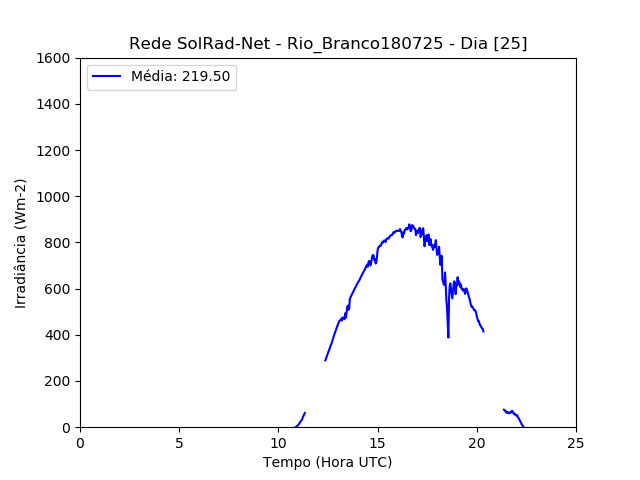 Rede SolRad-Net - Rio_Branco180725 - Dia [25]
Média: 219.50
1600
1400
1200
1000
800
600
400
200
0
Irradiância (Wm-2)
0 5 10 15 20 25
Tempo (Hora UTC)